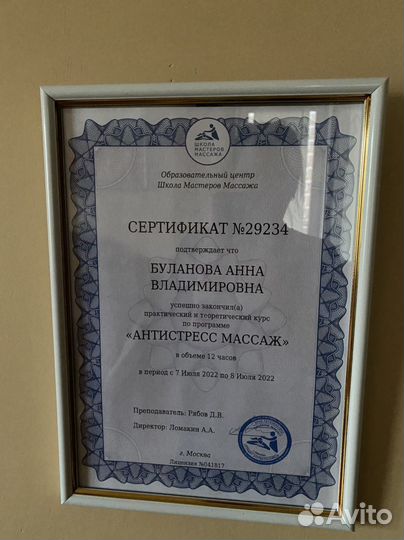 ШКОЛА
МАСТЕРОВ
МАССАЖА
Образовательный центр
Школа Мастеров Массажа
СЕРТИФИКАТ №29234
подтверждает что
БУЛАНОВА АННА
ВЛАДИМИРОВНА
успешно закончил(а)
практический и теоретический курс
по программе
«АНТИСТРЕСС МАССАЖ»
в объеме 12 часов
в период с 7 Июля 2022 по 8 Июля 2022
Преподаватель: Рябов Д.В.
Директор: Ломакин А.А.
г. Москва
Лицензия №041817
Avito